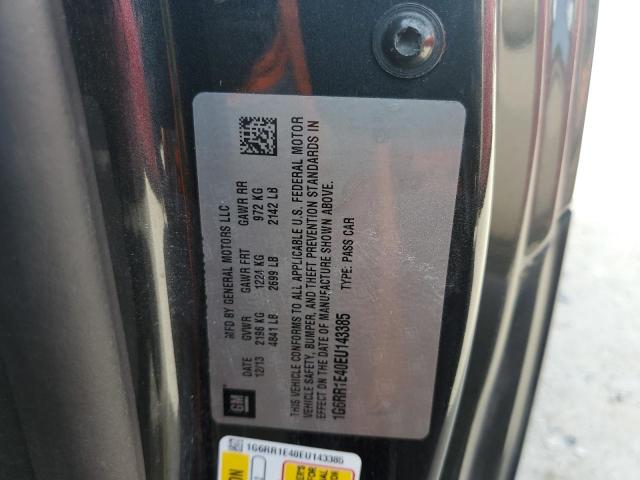 MFD BY GENERAL MOTORS LLC
DATE GVWR GAWR FRT GAWR RR
12/13 2196 KG 1224 KG 972 KG
4841 LB 2699 LB 2142 LB
THIS VEHICLE CONFORMS TO ALL APPLICABLE U.S. FEDERAL MOTOR
VEHICLE SAFETY, BUMPER, AND THEFT PREVENTION STANDARDS IN
EFFECT ON THE DATE OF MANUFACTURE SHOWN ABOVE.
TYPE: PASS CAR
1G6RR1E40EU143385
GM
1G6RR1E40EU143385